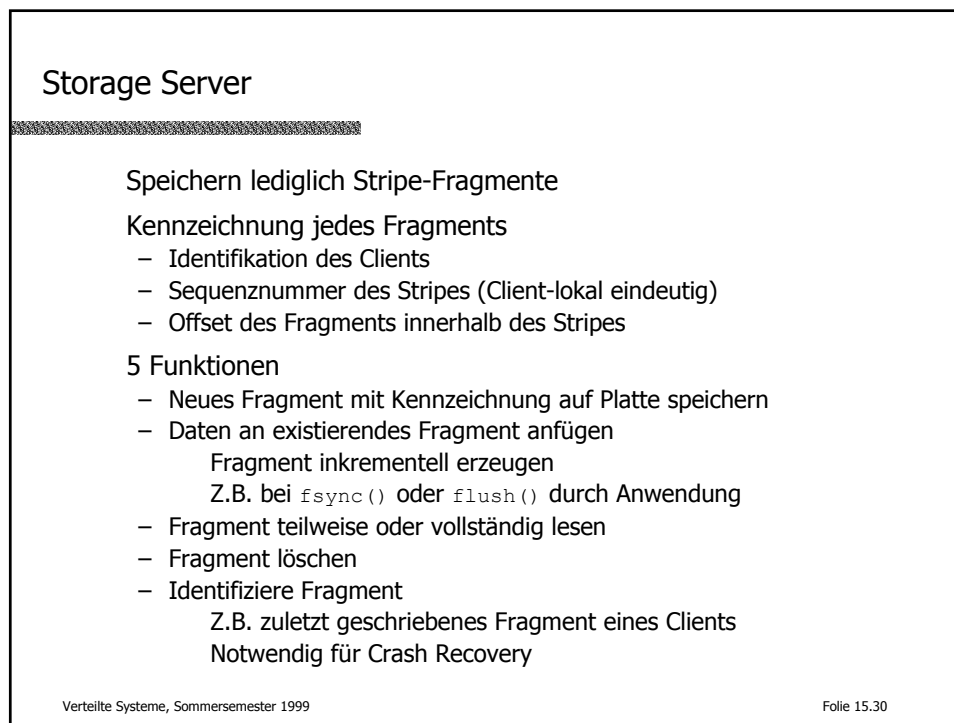 Storage Server
Speichern lediglich Stripe-Fragmente
Kennzeichnung jedes Fragments
– Identifikation des Clients
– Sequenznummer des Stripes (Client-lokal eindeutig)
– Offset des Fragments innerhalb des Stripes
5 Funktionen
– Neues Fragment mit Kennzeichnung auf Platte speichern
– Daten an existierendes Fragment anfügen
Fragment inkrementell erzeugen
Z.B. bei fsync() oder flush() durch Anwendung
– Fragment teilweise oder vollständig lesen
– Fragment löschen
– Identifiziere Fragment
Z.B. zuletzt geschriebenes Fragment eines Clients
Notwendig für Crash Recovery
Verteilte Systeme, Sommersemester 1999 Folie 15.30